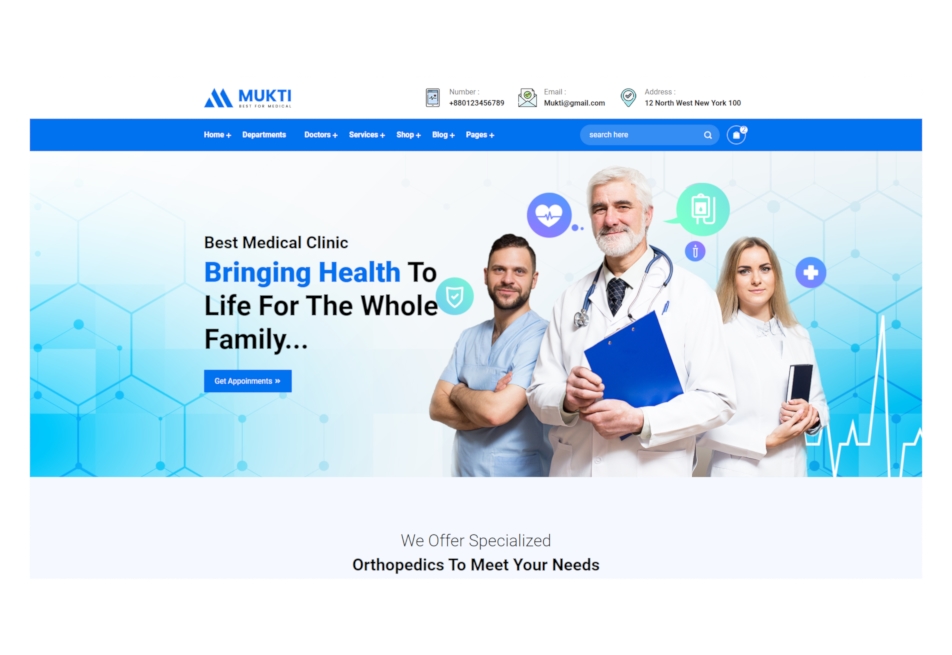 MUKTI
BEST FOR MEDICAL
Number :
+880123456789
Email :
Mukti@gmail.com
Address :
12 North West New York 100
Home +
Departments
Doctors +
Services +
Shop +
Blog +
Pages +
search here
Best Medical Clinic
Bringing Health To
Life For The Whole
Family...
Get Appoinments »
We Offer Specialized
Orthopedics To Meet Your Needs